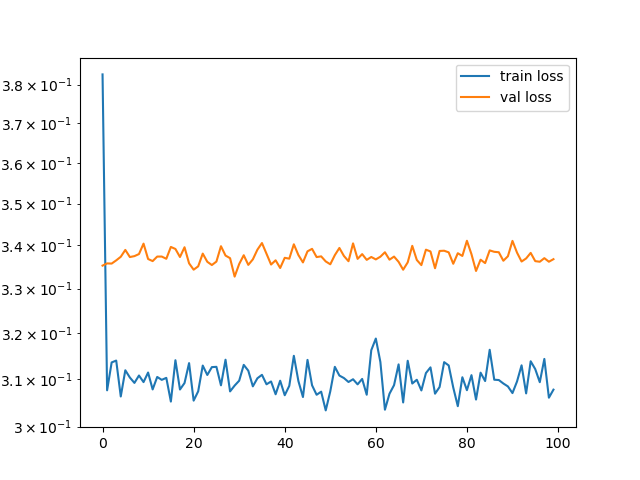 train loss
val loss
3.8 × 10⁻¹
3.7 × 10⁻¹
3.6 × 10⁻¹
3.5 × 10⁻¹
3.4 × 10⁻¹
3.3 × 10⁻¹
3.2 × 10⁻¹
3.1 × 10⁻¹
3 × 10⁻¹
0 20 40 60 80 100